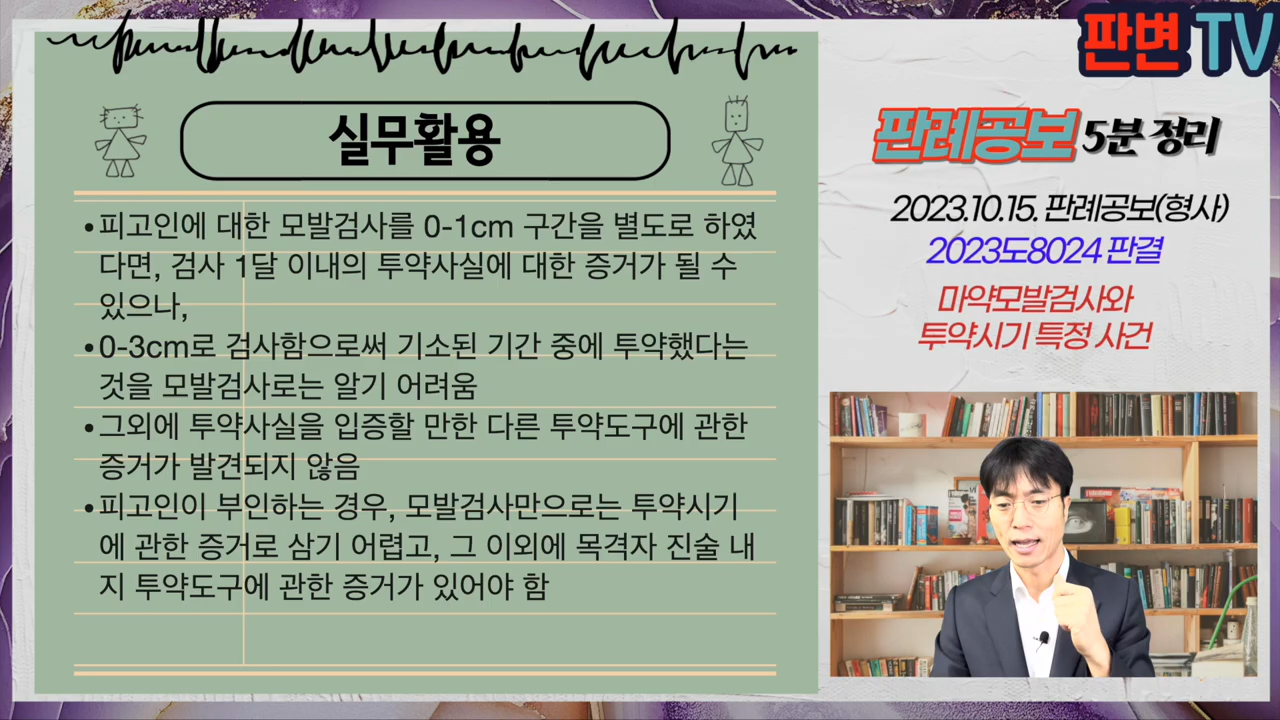 판변 TV
실무활용
•피고인에 대한 모발검사를 0-1cm 구간을 별도로 하였
다면, 검사 1달 이내의 투약사실에 대한 증거가 될 수
있으나,
•0-3cm로 검사함으로써 기소된 기간 중에 투약했다는
것을 모발검사로는 알기 어려움
•그외에 투약사실을 입증할 만한 다른 투약도구에 관한
증거가 발견되지 않음
•피고인이 부인하는 경우, 모발검사만으로는 투약시기
에 관한 증거로 삼기 어렵고, 그 이외에 목격자 진술 내
지 투약도구에 관한 증거가 있어야 함
판례공보 5분 정리
2023.10.15. 판례공보(형사)
2023도8024 판결
마약모발검사와
투약시기 특정 사건